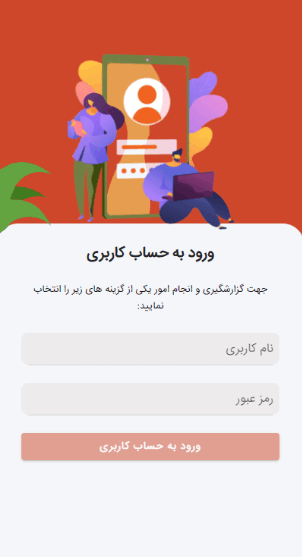 ورود به حساب کاربری
جهت گزارشگیری و انجام امور یکی از گزینه های زیر را انتخاب
نمایید:
نام کاربری
رمز عبور
ورود به حساب کاربری